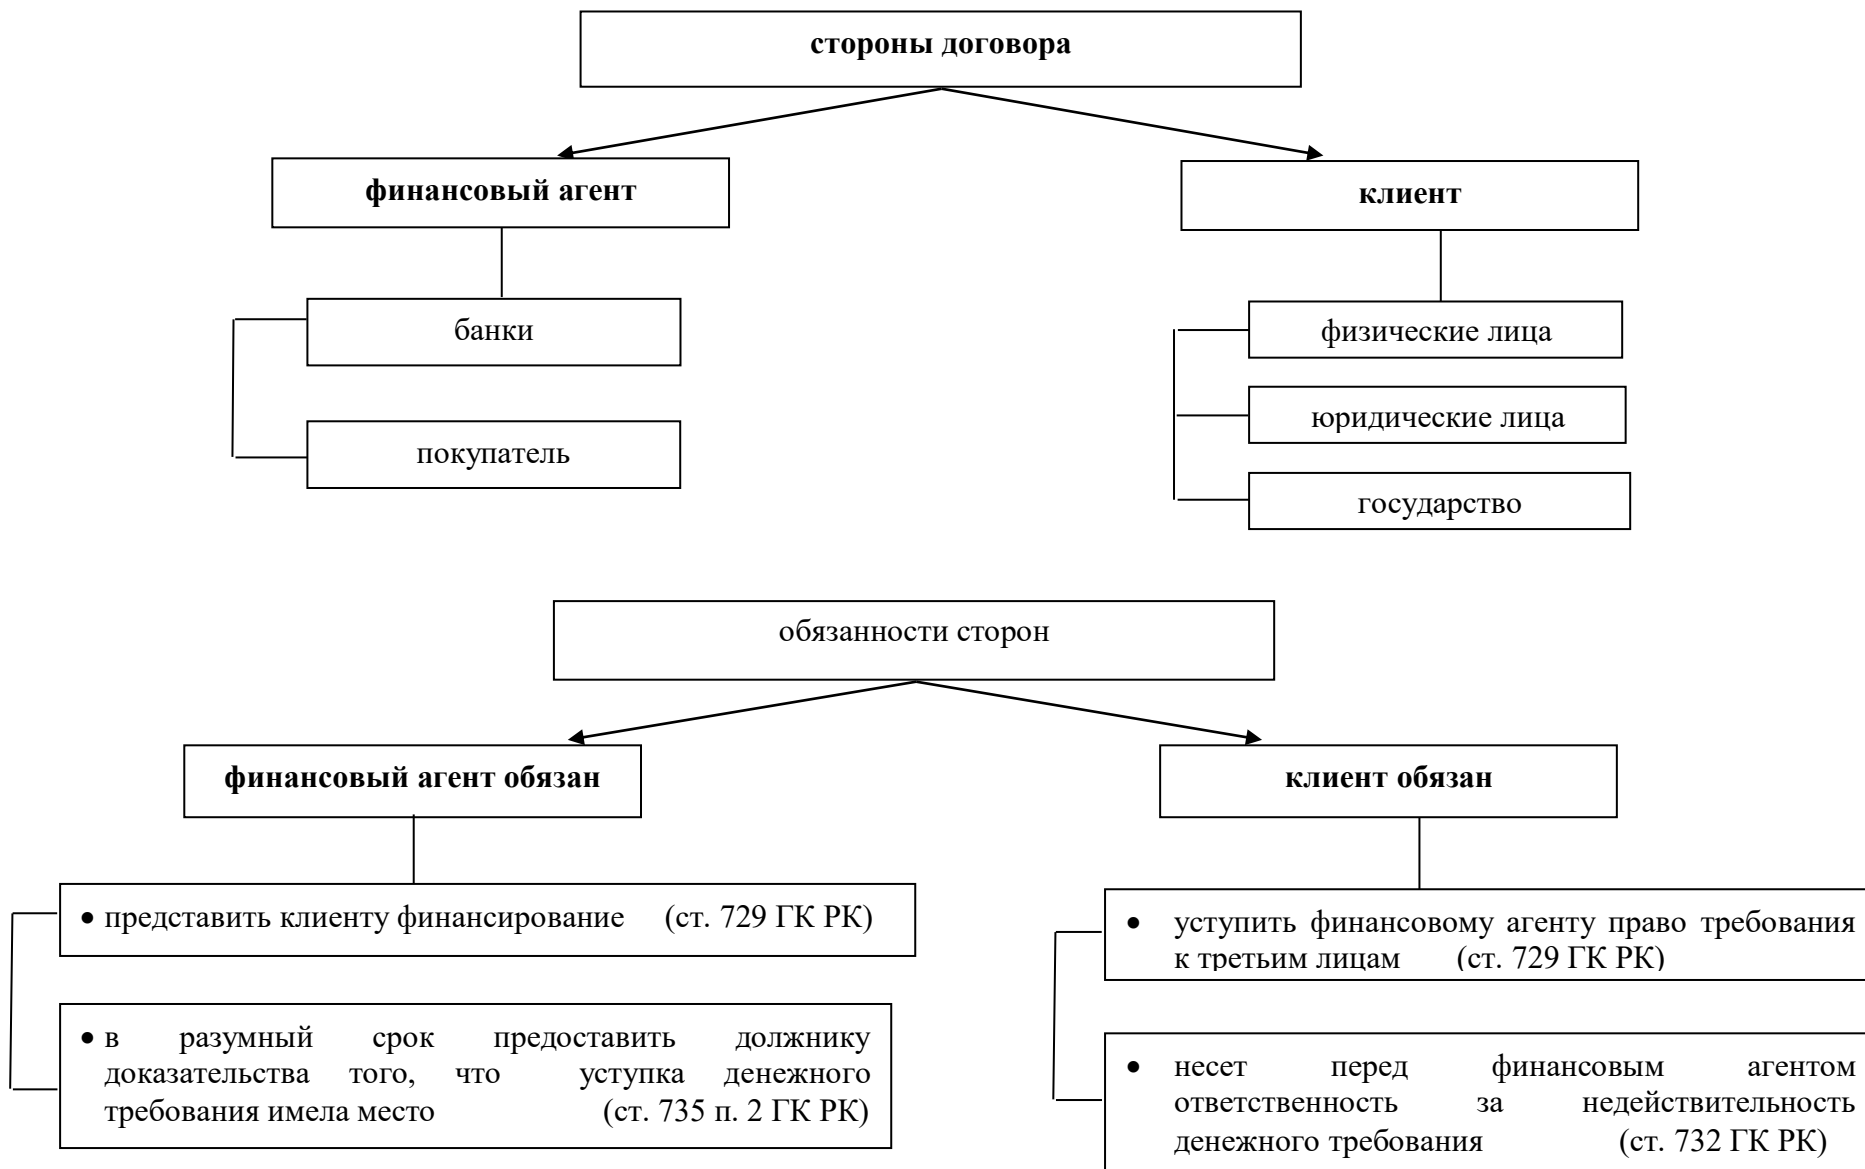 стороны договора
финансовый агент
клиент
банки
физические лица
юридические лица
покупатель
государство
обязанности сторон
финансовый агент обязан
клиент обязан
• представить клиенту финансирование (ст. 729 ГК РК)
• уступить финансовому агенту право требования
к третьим лицам (ст. 729 ГК РК)
• в разумный срок предоставить должнику
доказательства того, что уступка денежного
требования имела место (ст. 735 п. 2 ГК РК)
• несет перед финансовым агентом
ответственность за недействительность
денежного требования (ст. 732 ГК РК)